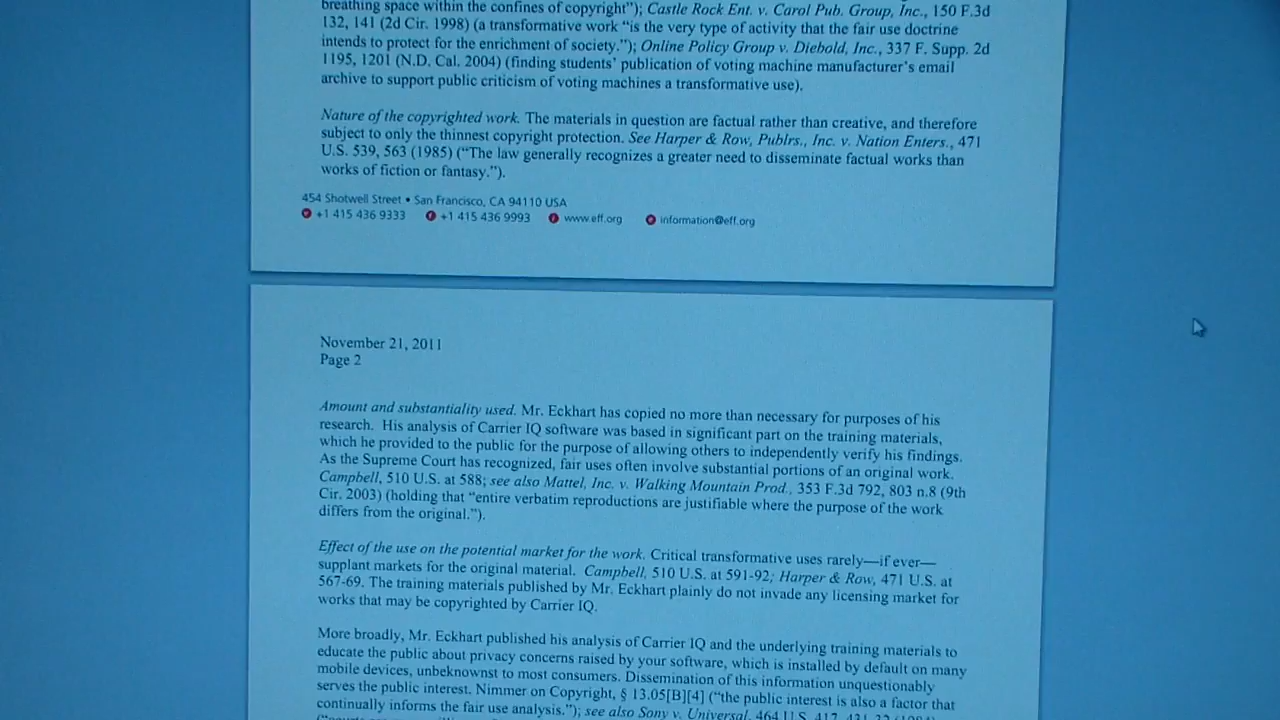 breathing space within the confines of copyright"); Castle Rock Ent. v. Carol Pub. Group, Inc., 150 F.3d
132, 141 (2d Cir. 1998) (a transformative work "is the very type of activity that the fair use doctrine
intends to protect for the enrichment of society."); Online Policy Group v. Diebold, Inc., 337 F. Supp. 2d
1195, 1201 (N.D. Cal. 2004) (finding students' publication of voting machine manufacturer's email
archive to support public criticism of voting machines a transformative use).
Nature of the copyrighted work. The materials in question are factual rather than creative, and therefore
subject to only the thinnest copyright protection. See Harper & Row, Publrs., Inc. v. Nation Enters., 471
U.S. 539, 563 (1985) ("The law generally recognizes a greater need to disseminate factual works than
works of fiction or fantasy.").
454 Shotwell Street • San Francisco, CA 94110 USA
+1 415 436 9333 +1 415 436 9993 www.eff.org information@eff.org
November 21, 2011
Page 2
Amount and substantiality used. Mr. Eckhart has copied no more than necessary for purposes of his
research. His analysis of Carrier IQ software was based in significant part on the training materials,
which he provided to the public for the purpose of allowing others to independently verify his findings.
As the Supreme Court has recognized, fair uses often involve substantial portions of an original work.
Campbell, 510 U.S. at 588; see also Mattel, Inc. v. Walking Mountain Prod., 353 F.3d 792, 803 n.8 (9th
Cir. 2003) (holding that "entire verbatim reproductions are justifiable where the purpose of the work
differs from the original.").
Effect of the use on the potential market for the work. Critical transformative uses rarely—if ever—
supplant markets for the original material. Campbell, 510 U.S. at 591-92; Harper & Row, 471 U.S. at
567-69. The training materials published by Mr. Eckhart plainly do not invade any licensing market for
works that may be copyrighted by Carrier IQ.
More broadly, Mr. Eckhart published his analysis of Carrier IQ and the underlying training materials to
educate the public about privacy concerns raised by your software, which is installed by default on many
mobile devices, unbeknownst to most consumers. Dissemination of this information unquestionably
serves the public interest. Nimmer on Copyright, § 13.05[B][4] ("the public interest is also a factor that
continually informs the fair use analysis."); see also Sony v. Universal, 464 U.S. 417,